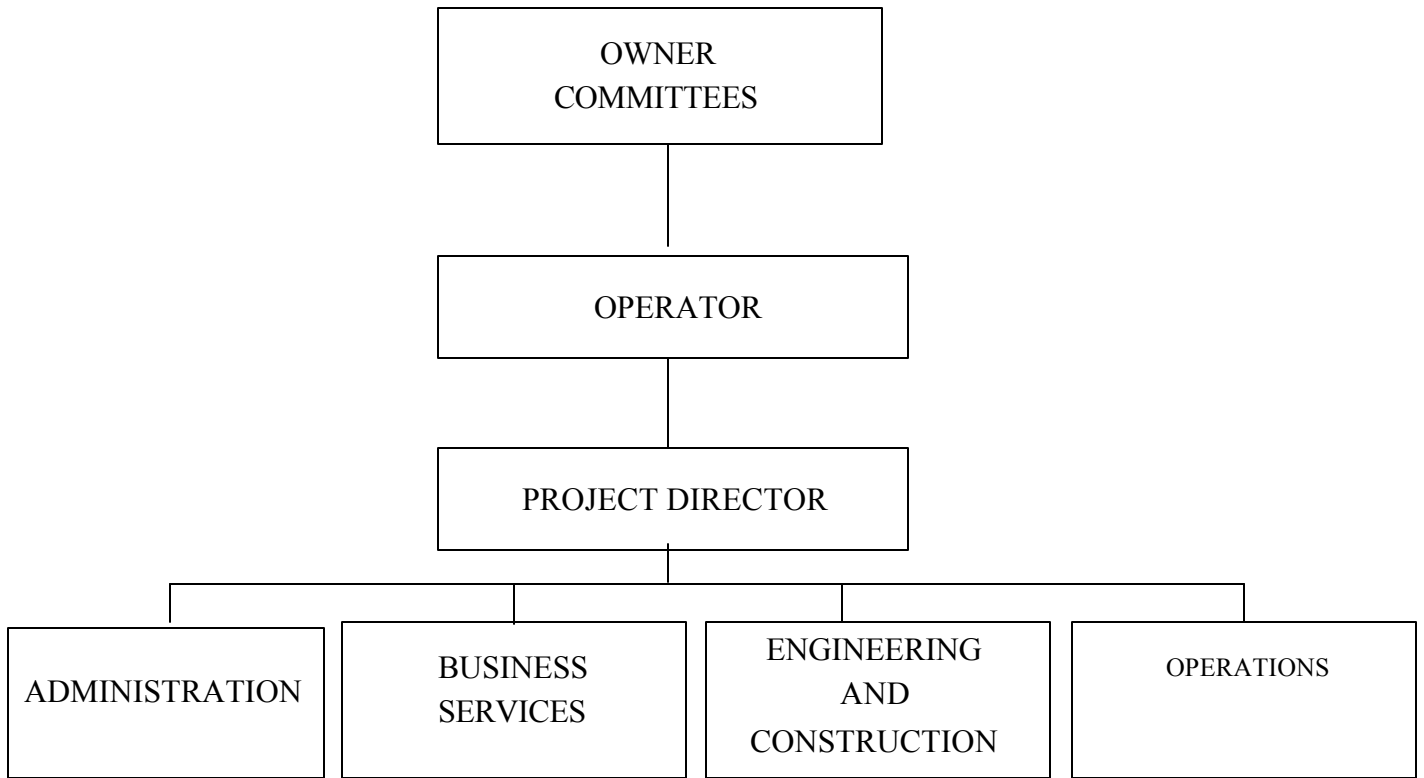 OWNER
COMMITTEES
OPERATOR
PROJECT DIRECTOR
ADMINISTRATION
BUSINESS
SERVICES
ENGINEERING
AND
CONSTRUCTION
OPERATIONS